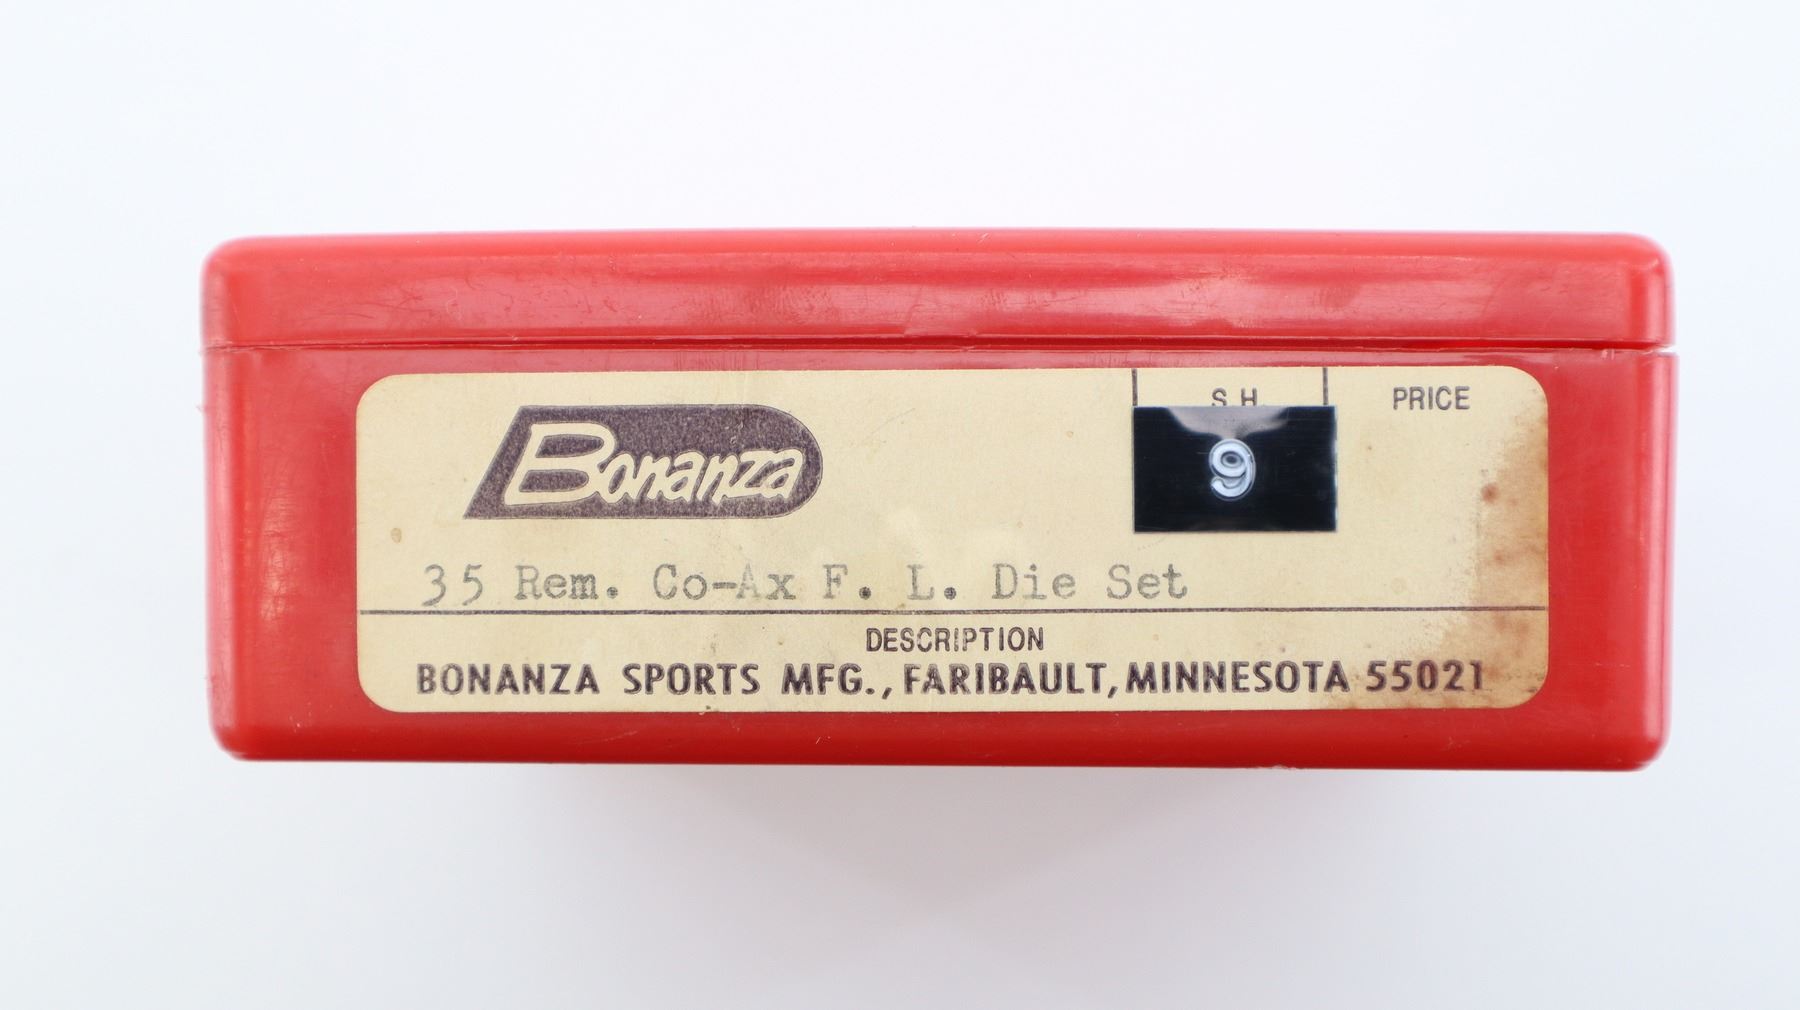 Bonanza
S.H. PRICE
9
35 Rem. Co-Ax F. L. Die Set
DESCRIPTION
BONANZA SPORTS MFG., FARIBAULT, MINNESOTA 55021